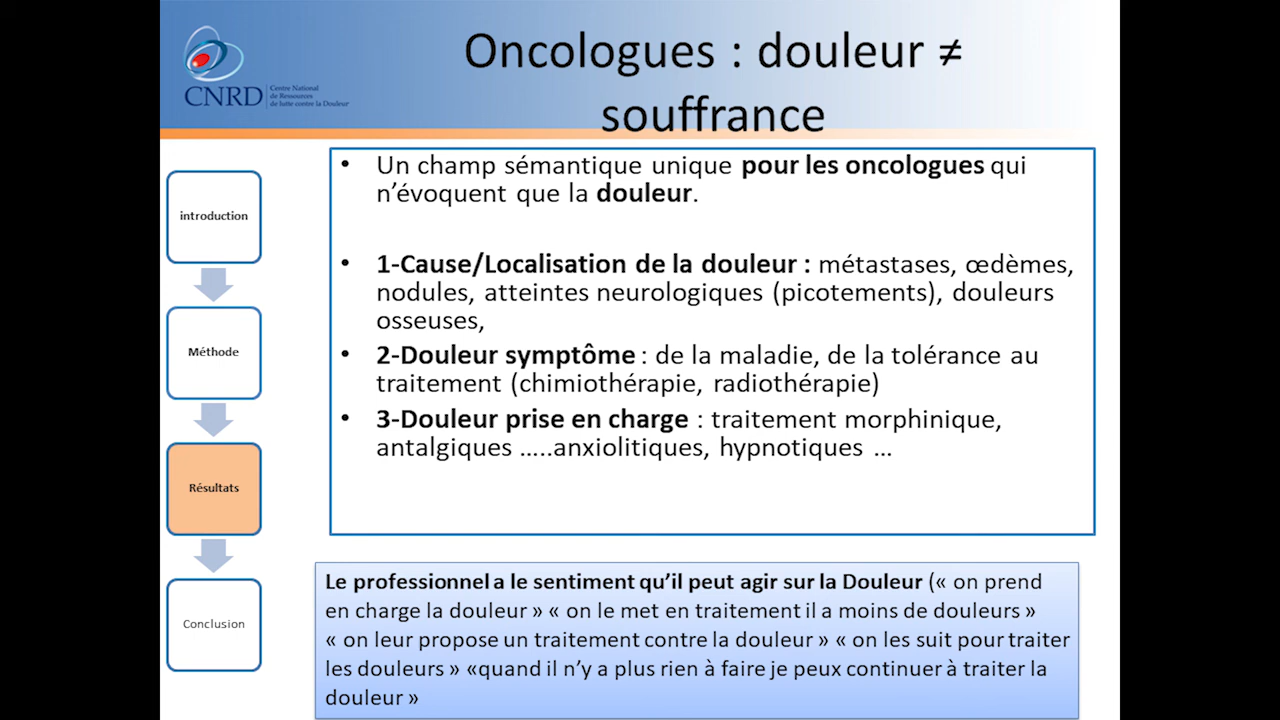 Oncologues : douleur ≠
souffrance
CNRD
Centre National
de Ressources
de lutte contre la Douleur
introduction
Méthode
Résultats
Conclusion
• Un champ sémantique unique pour les oncologues qui
n’évoquent que la douleur.
• 1-Cause/Localisation de la douleur : métastases, œdèmes,
nodules, atteintes neurologiques (picotements), douleurs
osseuses,
• 2-Douleur symptôme : de la maladie, de la tolérance au
traitement (chimiothérapie, radiothérapie)
• 3-Douleur prise en charge : traitement morphinique,
antalgiques …..anxiolitiques, hypnotiques …
Le professionnel a le sentiment qu’il peut agir sur la Douleur (« on prend
en charge la douleur » « on le met en traitement il a moins de douleurs »
« on leur propose un traitement contre la douleur » « on les suit pour traiter
les douleurs » «quand il n’y a plus rien à faire je peux continuer à traiter la
douleur »